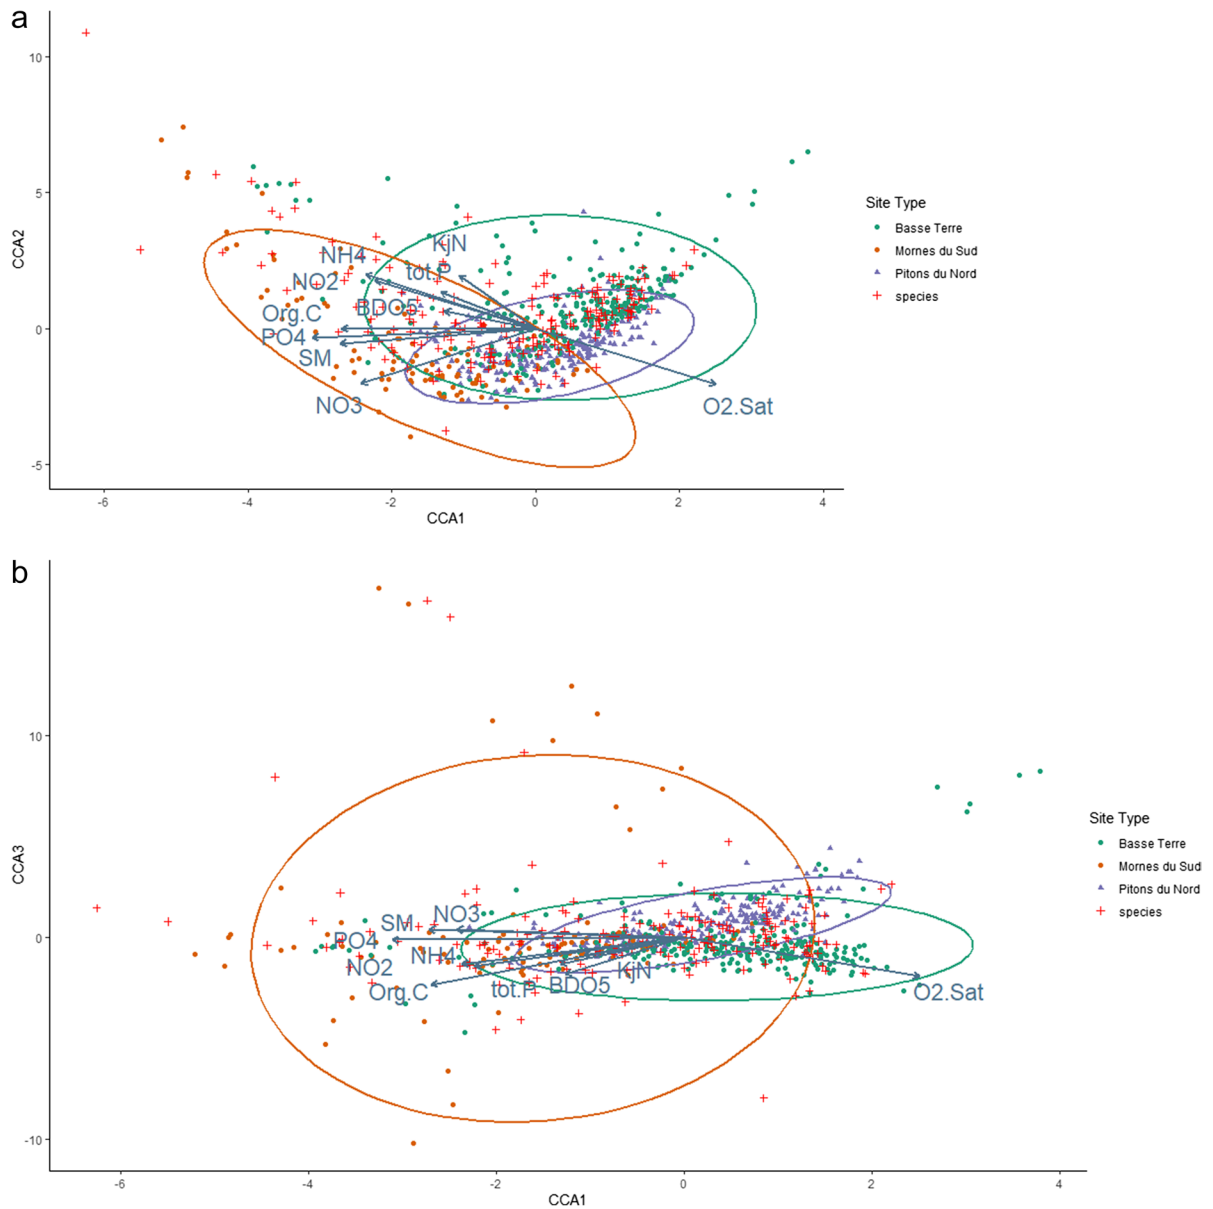 a
10
5
0
-5
CCA2
KjN
NH4
tot.P
NO2
BDO5
Org.C
PO4
SM
NO3
O2.Sat
-6
-4
-2
0
2
4
CCA1
Site Type
Basse Terre
Mornes du Sud
Pitons du Nord
species
b
10
0
-10
CCA3
NO3
SM
PO4
NH4
NO2
KjN
BDO5
tot.P
Org.C
O2.Sat
-6
-4
-2
0
2
4
CCA1
Site Type
Basse Terre
Mornes du Sud
Pitons du Nord
species